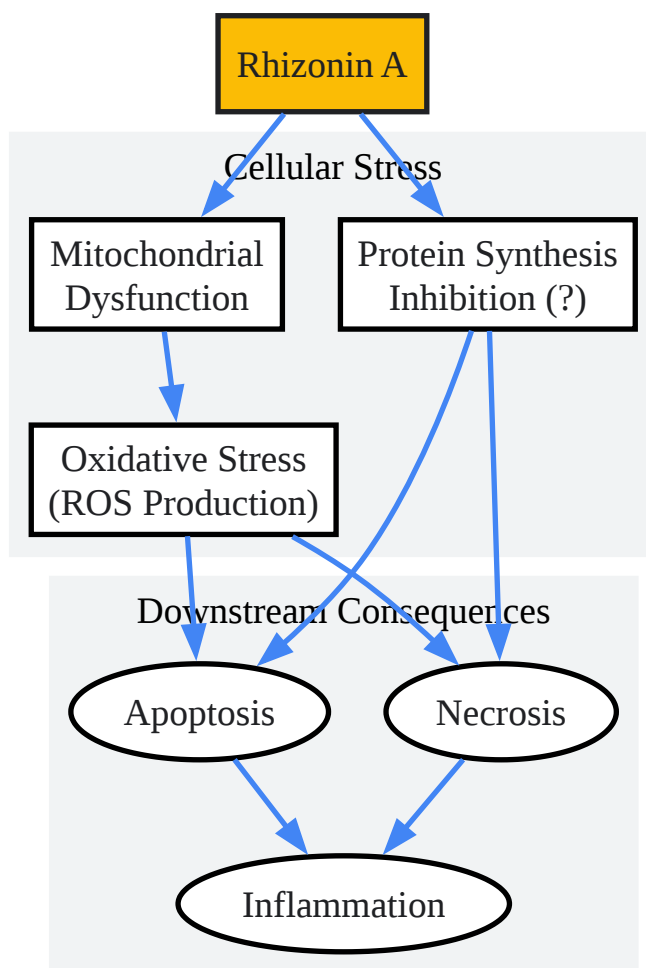 Rhizonin A
Cellular Stress
Mitochondrial
Dysfunction
Protein Synthesis
Inhibition (?)
Oxidative Stress
(ROS Production)
Downstream Consequences
Apoptosis
Necrosis
Inflammation